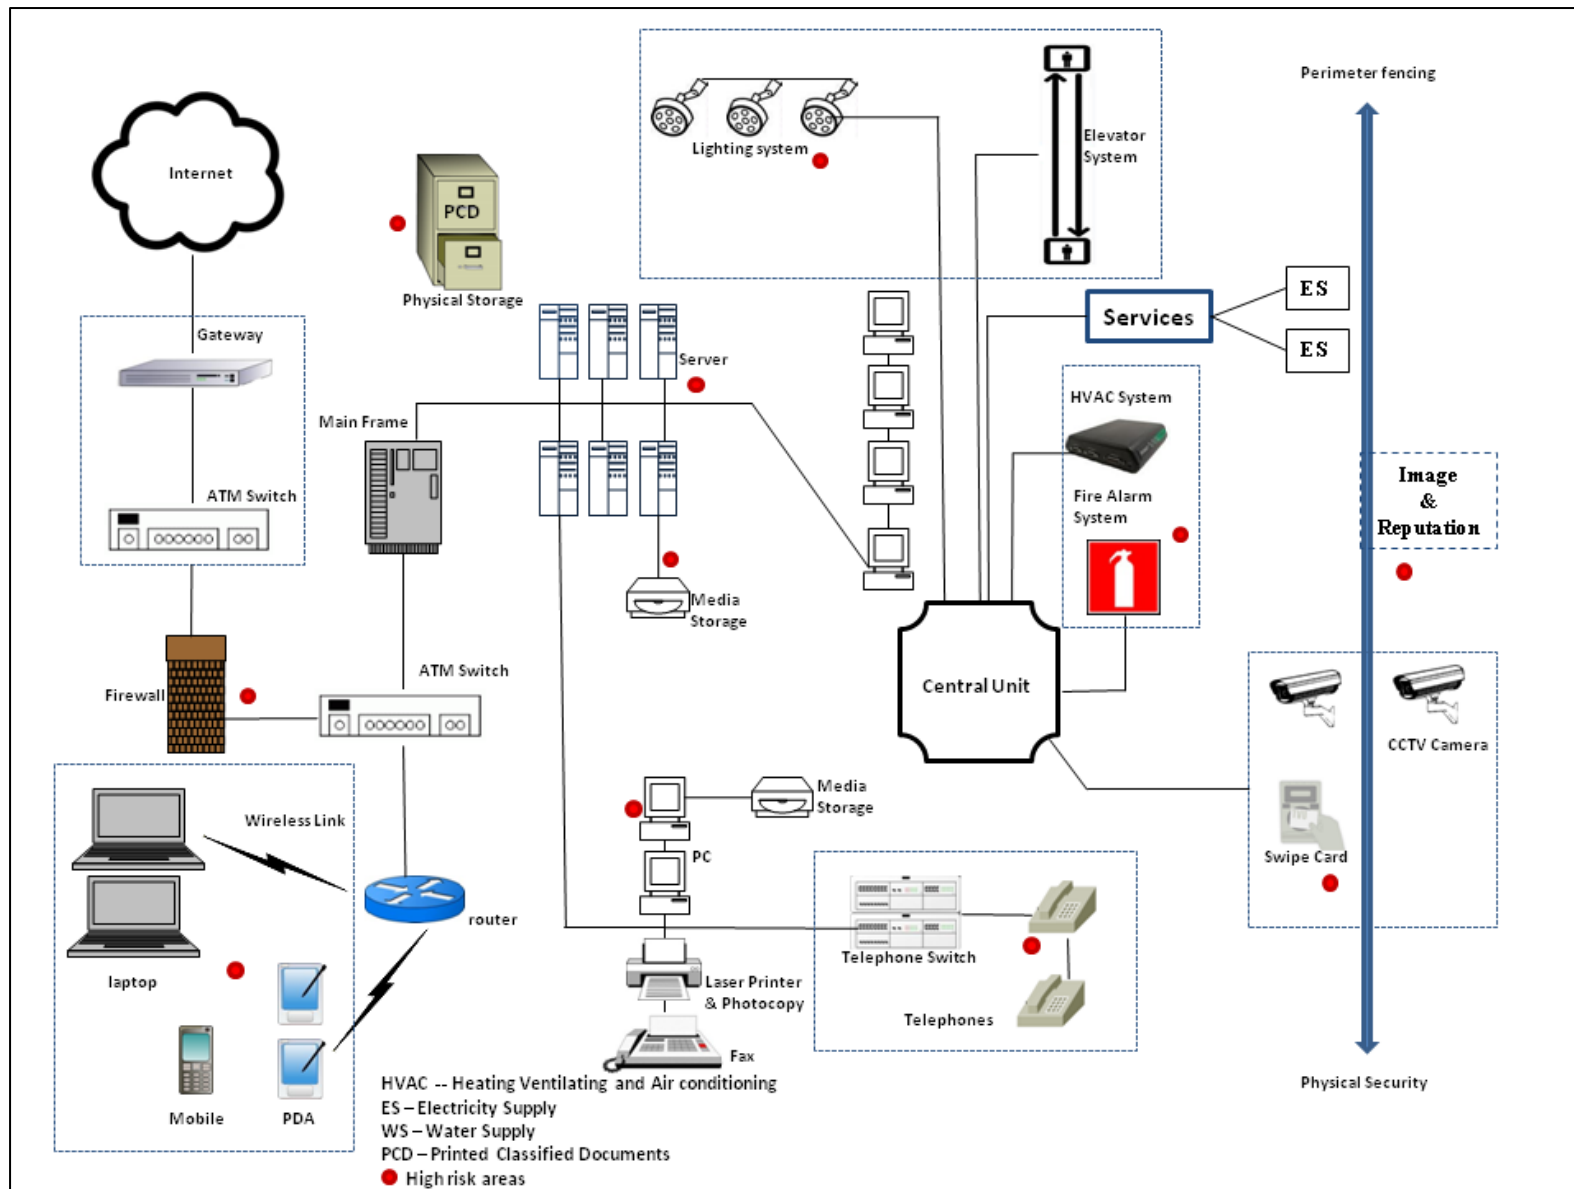 Perimeter fencing
Lighting system
Elevator
System
Internet
PCD
Physical Storage
ES
Services
ES
Gateway
Server
HVAC System
Main Frame
Image
&
Reputation
ATM Switch
Fire Alarm
System
Media
Storage
ATM Switch
Firewall
Central Unit
CCTV Camera
Wireless Link
Media
Storage
PC
Swipe Card
router
Telephone Switch
laptop
Laser Printer
& Photocopy
Telephones
Fax
Mobile
PDA
Physical Security
HVAC -- Heating Ventilating and Air conditioning
ES – Electricity Supply
WS – Water Supply
PCD – Printed Classified Documents
High risk areas